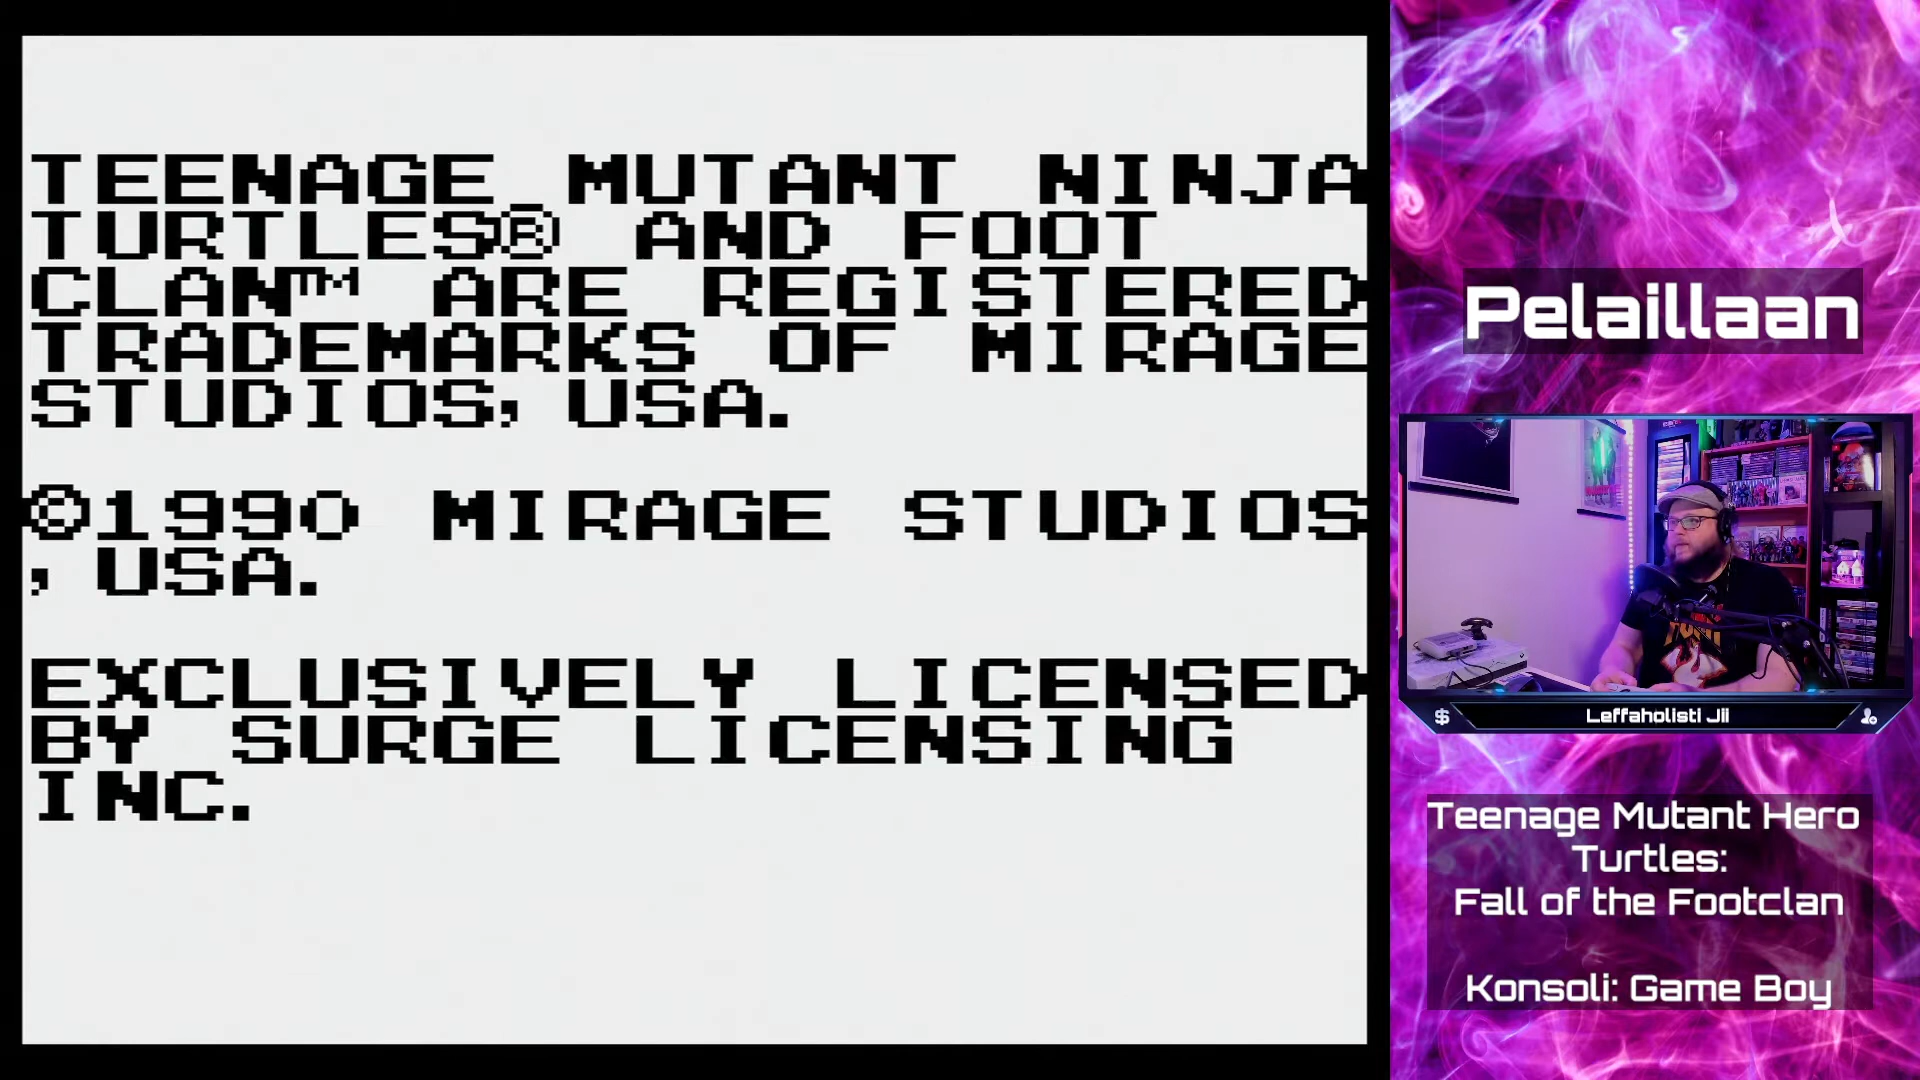 TEENAGE MUTANT NINJA
TURTLES® AND FOOT
CLAN™ ARE REGISTERED
TRADEMARKS OF MIRAGE
STUDIOS, USA.
©1990 MIRAGE STUDIOS
, USA.
EXCLUSIVELY LICENSED
BY SURGE LICENSING
INC.
Pelaillaan
$ Leffaholisti Jii
Teenage Mutant Hero
Turtles:
Fall of the Footclan
Konsoli: Game Boy